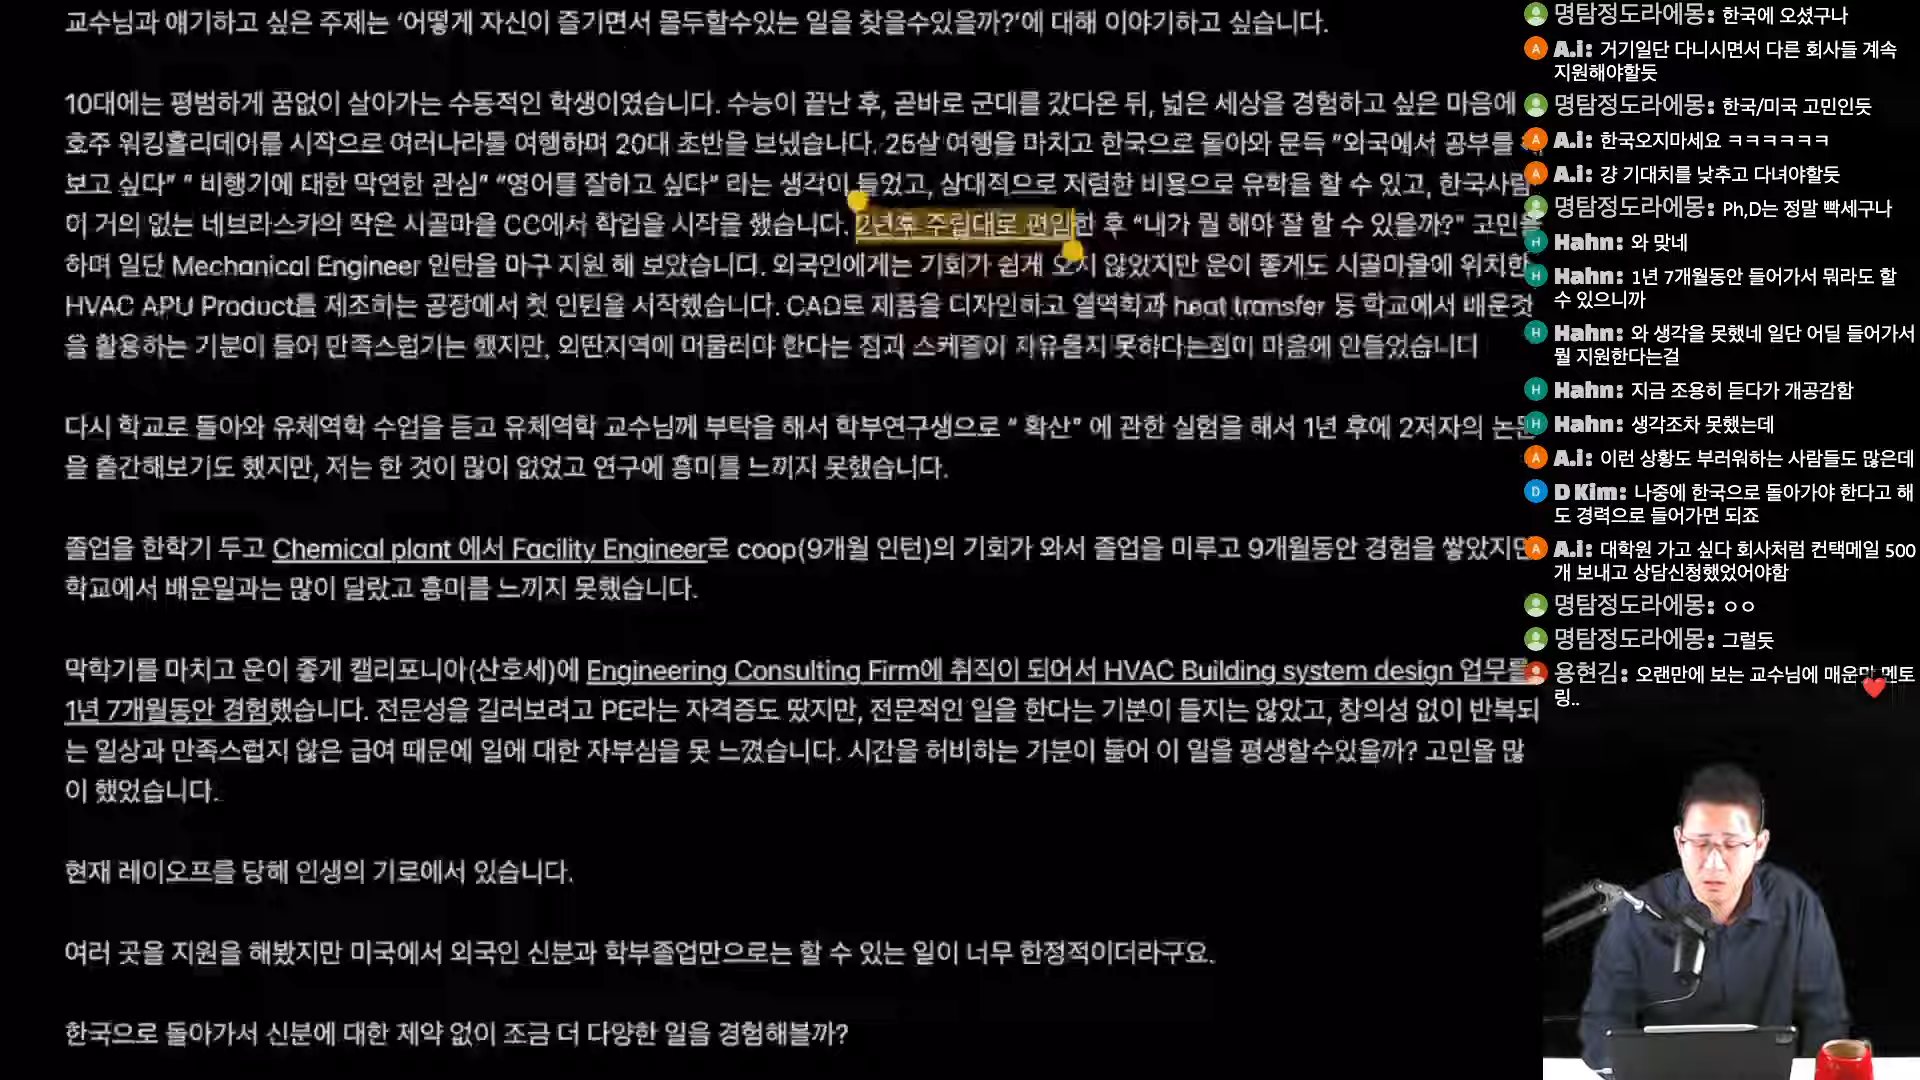 교수님과 얘기하고 싶은 주제는 ‘어떻게 자신이 즐기면서 몰두할수있는 일을 찾을수있을까?’에 대해 이야기하고 싶습니다.
10대에는 평범하게 꿈없이 살아가는 수동적인 학생이였습니다. 수능이 끝난 후, 곧바로 군대를 갔다온 뒤, 넓은 세상을 경험하고 싶은 마음에
호주 워킹홀리데이를 시작으로 여러나라를 여행하며 20대 초반을 보냈습니다. 25살 여행을 마치고 한국으로 돌아와 문득 “외국에서 공부를
보고 싶다” “ 비행기에 대한 막연한 관심” “영어를 잘하고 싶다” 라는 생각이 들었고, 상대적으로 저렴한 비용으로 유학을 할 수 있고, 한국사람
이 거의 없는 네브라스카의 작은 시골마을 CC에서 학업을 시작을 했습니다. 2년후 주립대로 편입한 후 “내가 뭘 해야 잘 할 수 있을까?” 고민을
하며 일단 Mechanical Engineer 인턴을 마구 지원 해 보았습니다. 외국인에게는 기회가 쉽게 오지 않았지만 운이 좋게도 시골마을에 위치한
HVAC APU Product를 제조하는 공장에서 첫 인턴을 시작했습니다. CAD로 제품을 디자인하고 열역학과 heat transfer 등 학교에서 배운것
을 활용하는 기분이 들어 만족스럽기는 했지만, 외딴지역에 머물러야 한다는 점과 스케줄이 자유롭지 못하다는점이 마음에 안들었습니다
다시 학교로 돌아와 유체역학 수업을 듣고 유체역학 교수님께 부탁을 해서 학부연구생으로 “ 확산” 에 관한 실험을 해서 1년 후에 2저자의 논문
을 출간해보기도 했지만, 저는 한 것이 많이 없었고 연구에 흥미를 느끼지 못했습니다.
졸업을 한학기 두고 Chemical plant 에서 Facility Engineer로 coop(9개월 인턴)의 기회가 와서 졸업을 미루고 9개월동안 경험을 쌓았지만
학교에서 배운일과는 많이 달랐고 흥미를 느끼지 못했습니다.
막학기를 마치고 운이 좋게 캘리포니아(산호세)에 Engineering Consulting Firm에 취직이 되어서 HVAC Building system design 업무를
1년 7개월동안 경험했습니다. 전문성을 길러보려고 PE라는 자격증도 땄지만, 전문적인 일을 한다는 기분이 들지는 않았고, 창의성 없이 반복되
는 일상과 만족스럽지 않은 급여 때문에 일에 대한 자부심을 못 느꼈습니다. 시간을 허비하는 기분이 들어 이 일을 평생할수있을까? 고민을 많
이 했었습니다.
현재 레이오프를 당해 인생의 기로에서 있습니다.
여러 곳을 지원을 해봤지만 미국에서 외국인 신분과 학부졸업만으로는 할 수 있는 일이 너무 한정적이더라구요.
한국으로 돌아가서 신분에 대한 제약 없이 조금 더 다양한 일을 경험해볼까?
명탐정도라에몽: 한국에 오셨구나
A A.i: 거기일단 다니시면서 다른 회사들 계속
지원해야할듯
명탐정도라에몽: 한국/미국 고민인듯
A A.i: 한국오지마세요 ㅋㅋㅋㅋㅋㅋ
A A.i: 걍 기대치를 낮추고 다녀야할듯
명탐정도라에몽: Ph,D는 정말 빡세구나
H Hahn: 와 맞네
H Hahn: 1년 7개월동안 들어가서 뭐라도 할
수 있으니까
H Hahn: 와 생각을 못했네 일단 어딜 들어가서
뭘 지원한다는걸
H Hahn: 지금 조용히 듣다가 개공감함
H Hahn: 생각조차 못했는데
A A.i: 이런 상황도 부러워하는 사람들도 많은데
D D Kim: 나중에 한국으로 돌아가야 한다고 해
도 경력으로 들어가면 되죠
A A.i: 대학원 가고 싶다 회사처럼 컨택메일 500
개 보내고 상담신청했었어야함
명탐정도라에몽: ㅇㅇ
명탐정도라에몽: 그럴듯
용현김: 오랜만에 보는 교수님에 매운맛 멘토
링..